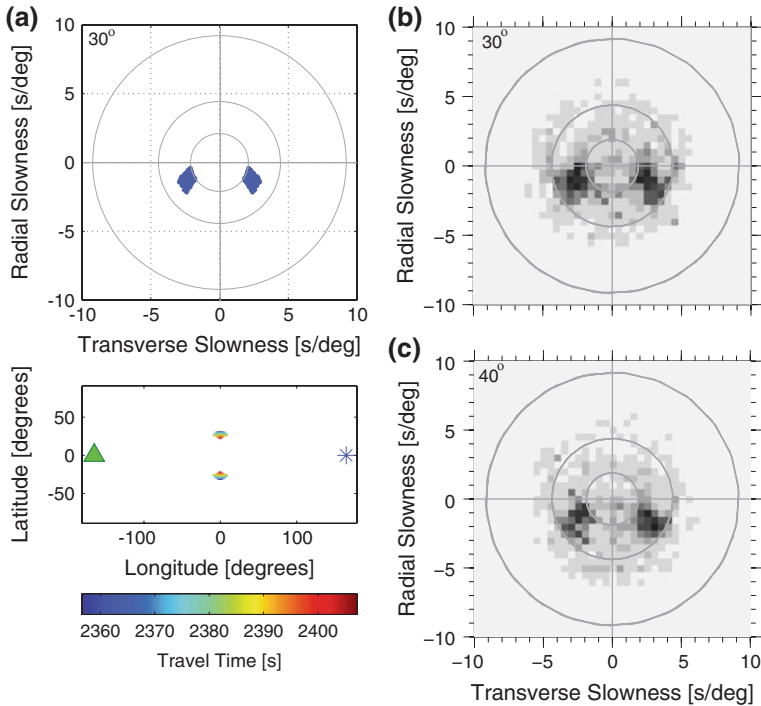 (a)
30°
10
5
0
-5
-10
Radial Slowness [s/deg]
-10 -5 0 5 10
Transverse Slowness [s/deg]
50
0
-50
Latitude [degrees]
-100 0 100
Longitude [degrees]
2360 2370 2380 2390 2400
Travel Time [s]
(b)
30°
10
5
0
−5
−10
Radial Slowness [s/deg]
(c)
40°
10
5
0
−5
−10
Radial Slowness [s/deg]
−10 −5 0 5 10
Transverse Slowness [s/deg]